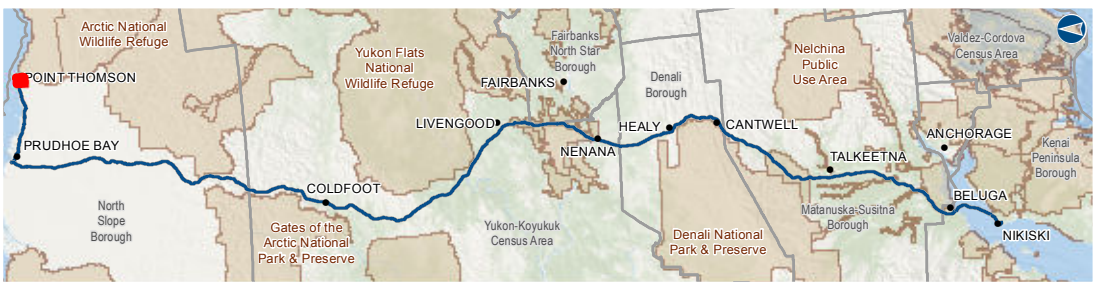 Arctic National
Wildlife Refuge
POINT THOMSON
PRUDHOE BAY
North
Slope
Borough
COLDFOOT
Gates of the
Arctic National
Park & Preserve
Yukon Flats
National
Wildlife Refuge
LIVENGOOD
FAIRBANKS
Fairbanks
North Star
Borough
NENANA
Yukon-Koyukuk
Census Area
Denali
Borough
HEALY
CANTWELL
Denali National
Park & Preserve
Nelchina
Public
Use Area
TALKEETNA
Matanuska-Susitna
Borough
Valdez-Cordova
Census Area
ANCHORAGE
Kenai
Peninsula
Borough
BELUGA
NIKISKI